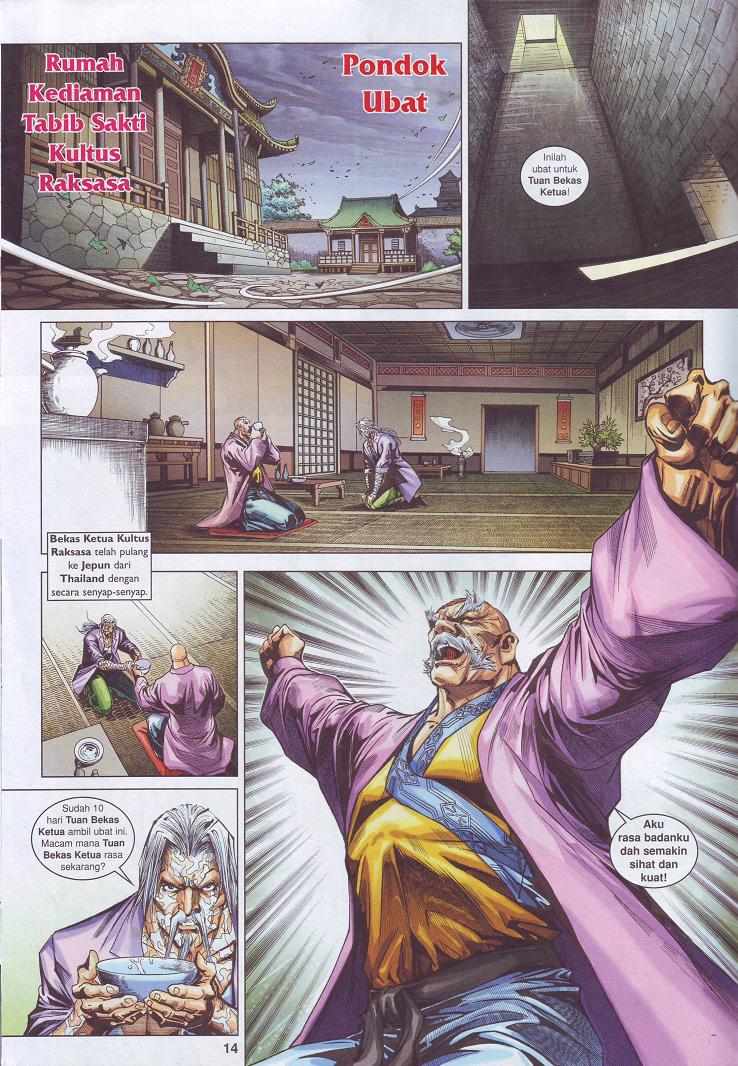 Rumah
Kediaman
Tabib Sakti
Kultus
Raksasa
Pondok
Ubat
Inilah
ubat untuk
Tuan Bekas
Ketua!
Bekas Ketua Kultus
Raksasa telah pulang
ke Jepun dari
Thailand dengan
secara senyap-senyap.
Sudah 10
hari Tuan Bekas
Ketua ambil ubat ini.
Macam mana Tuan
Bekas Ketua rasa
sekarang?
Aku
rasa badanku
dah semakin
sihat dan
kuat!
14